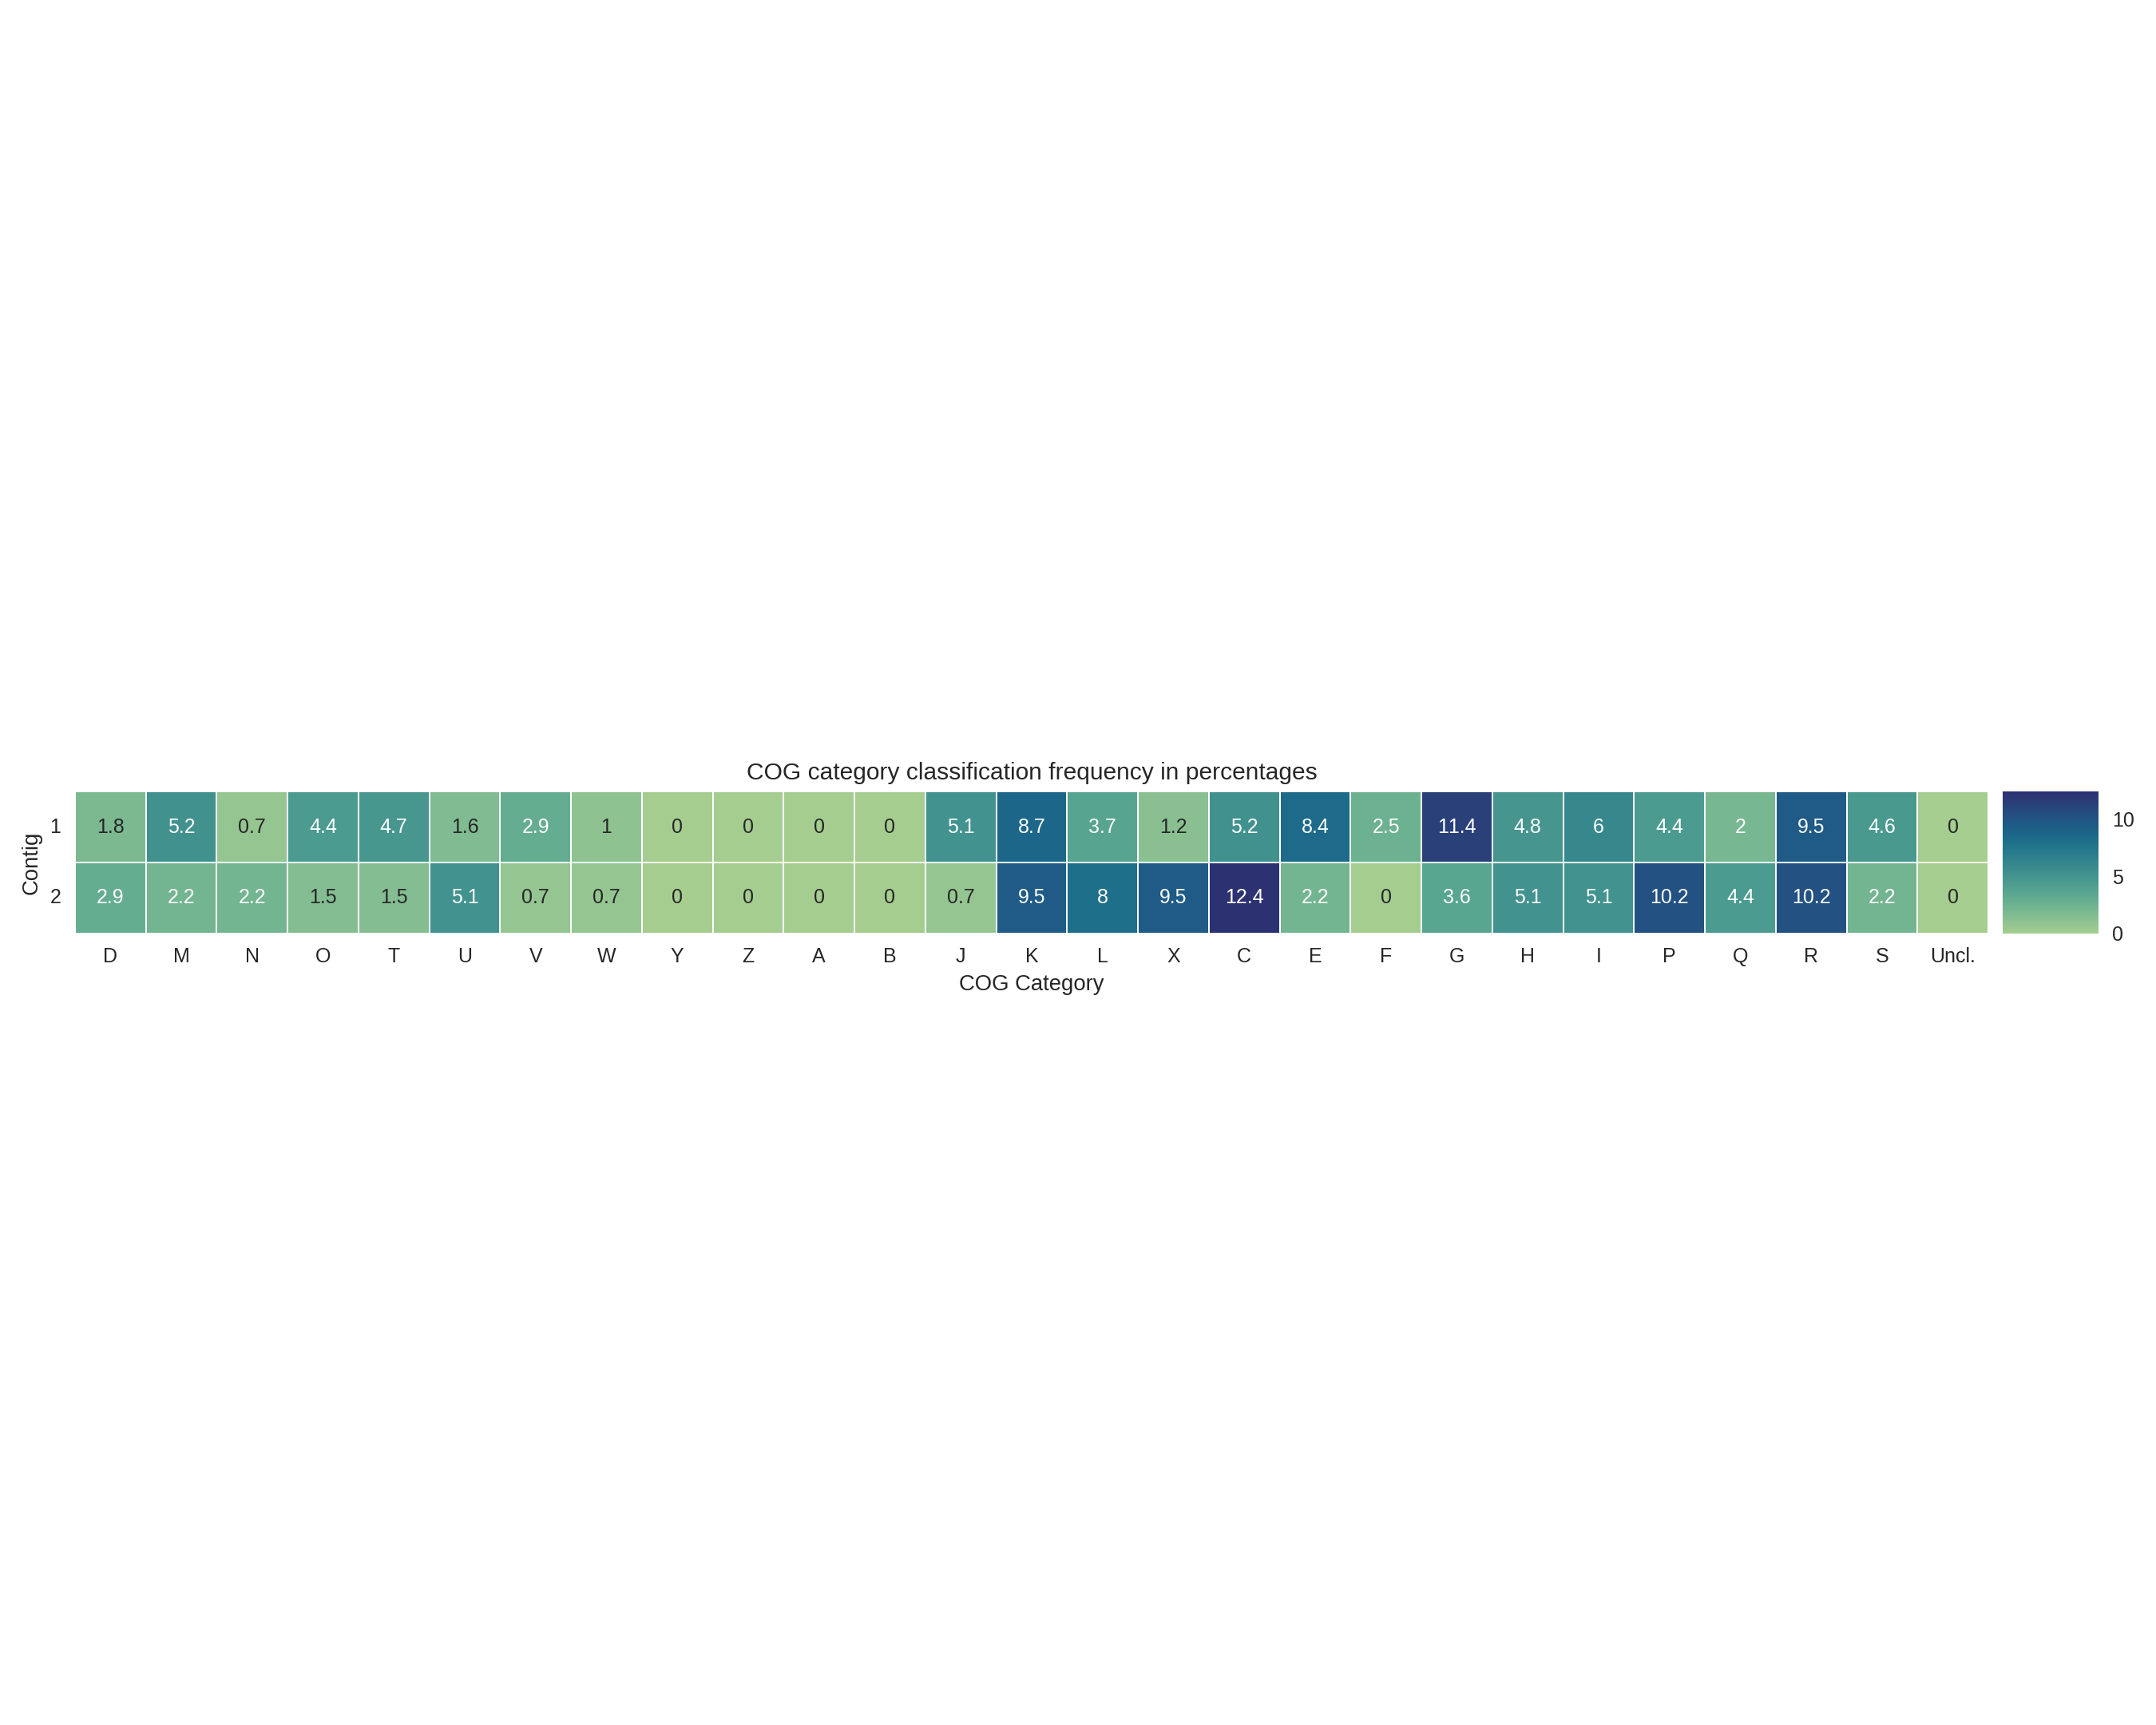 COG category classification frequency in percentages
Contig
1 1.8 5.2 0.7 4.4 4.7 1.6 2.9 1 0 0 0 0 5.1 8.7 3.7 1.2 5.2 8.4 2.5 11.4 4.8 6 4.4 2 9.5 4.6 0
2 2.9 2.2 2.2 1.5 1.5 5.1 0.7 0.7 0 0 0 0 0.7 9.5 8 9.5 12.4 2.2 0 3.6 5.1 5.1 10.2 4.4 10.2 2.2 0
D M N O T U V W Y Z A B J K L X C E F G H I P Q R S Uncl.
COG Category
10
5
0